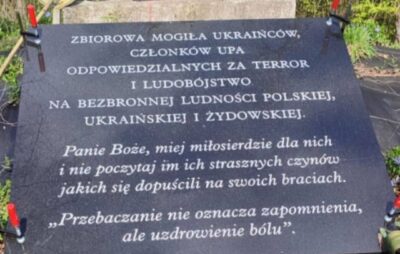 ZBIOROWA MOGIŁA UKRAIŃCÓW,
CZŁONKÓW UPA
ODPOWIEDZIALNYCH ZA TERROR
I LUDOBÓJSTWO
NA BEZBRONNEJ LUDNOŚCI POLSKIEJ,
UKRAIŃSKIEJ I ŻYDOWSKIEJ.
Panie Boże, miej miłosierdzie dla nich
i nie poczytaj im ich strasznych czynów
jakich się dopuścili na swoich braciach.
„Przebaczanie nie oznacza zapomnienia,
ale uzdrowienie bólu”.